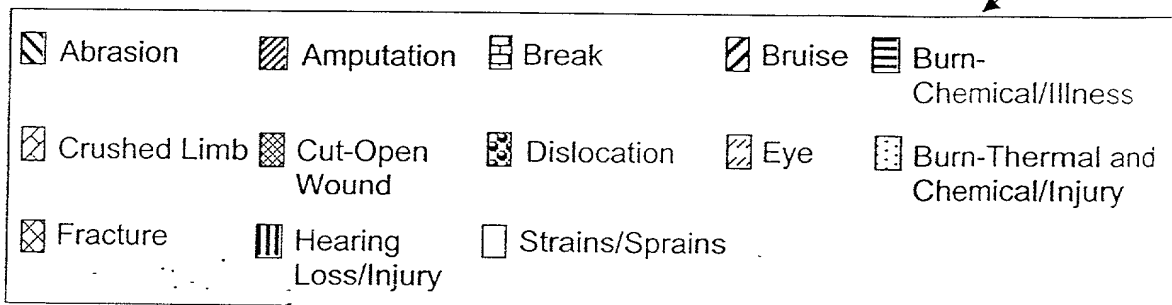 Abrasion Amputation Break Bruise Burn-
Chemical/Illness
Crushed Limb Cut-Open Dislocation Eye Burn-Thermal and
Wound Chemical/Injury
Fracture Hearing Strains/Sprains
Loss/Injury